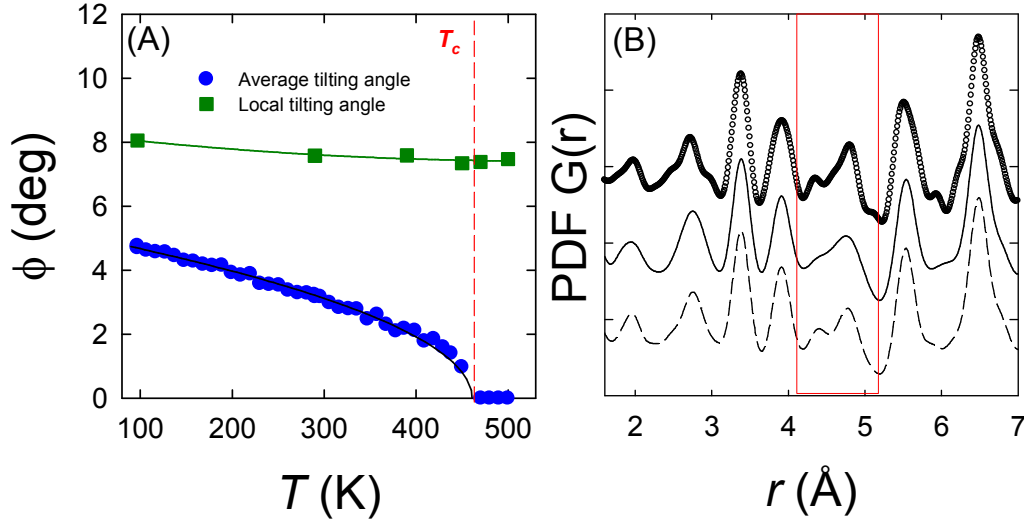 (A)
T_c
Average tilting angle
Local tilting angle
12
10
8
6
4
2
0
ϕ (deg)
100
200
300
400
500
T (K)
(B)
PDF G(r)
2
3
4
5
6
7
r (Å)